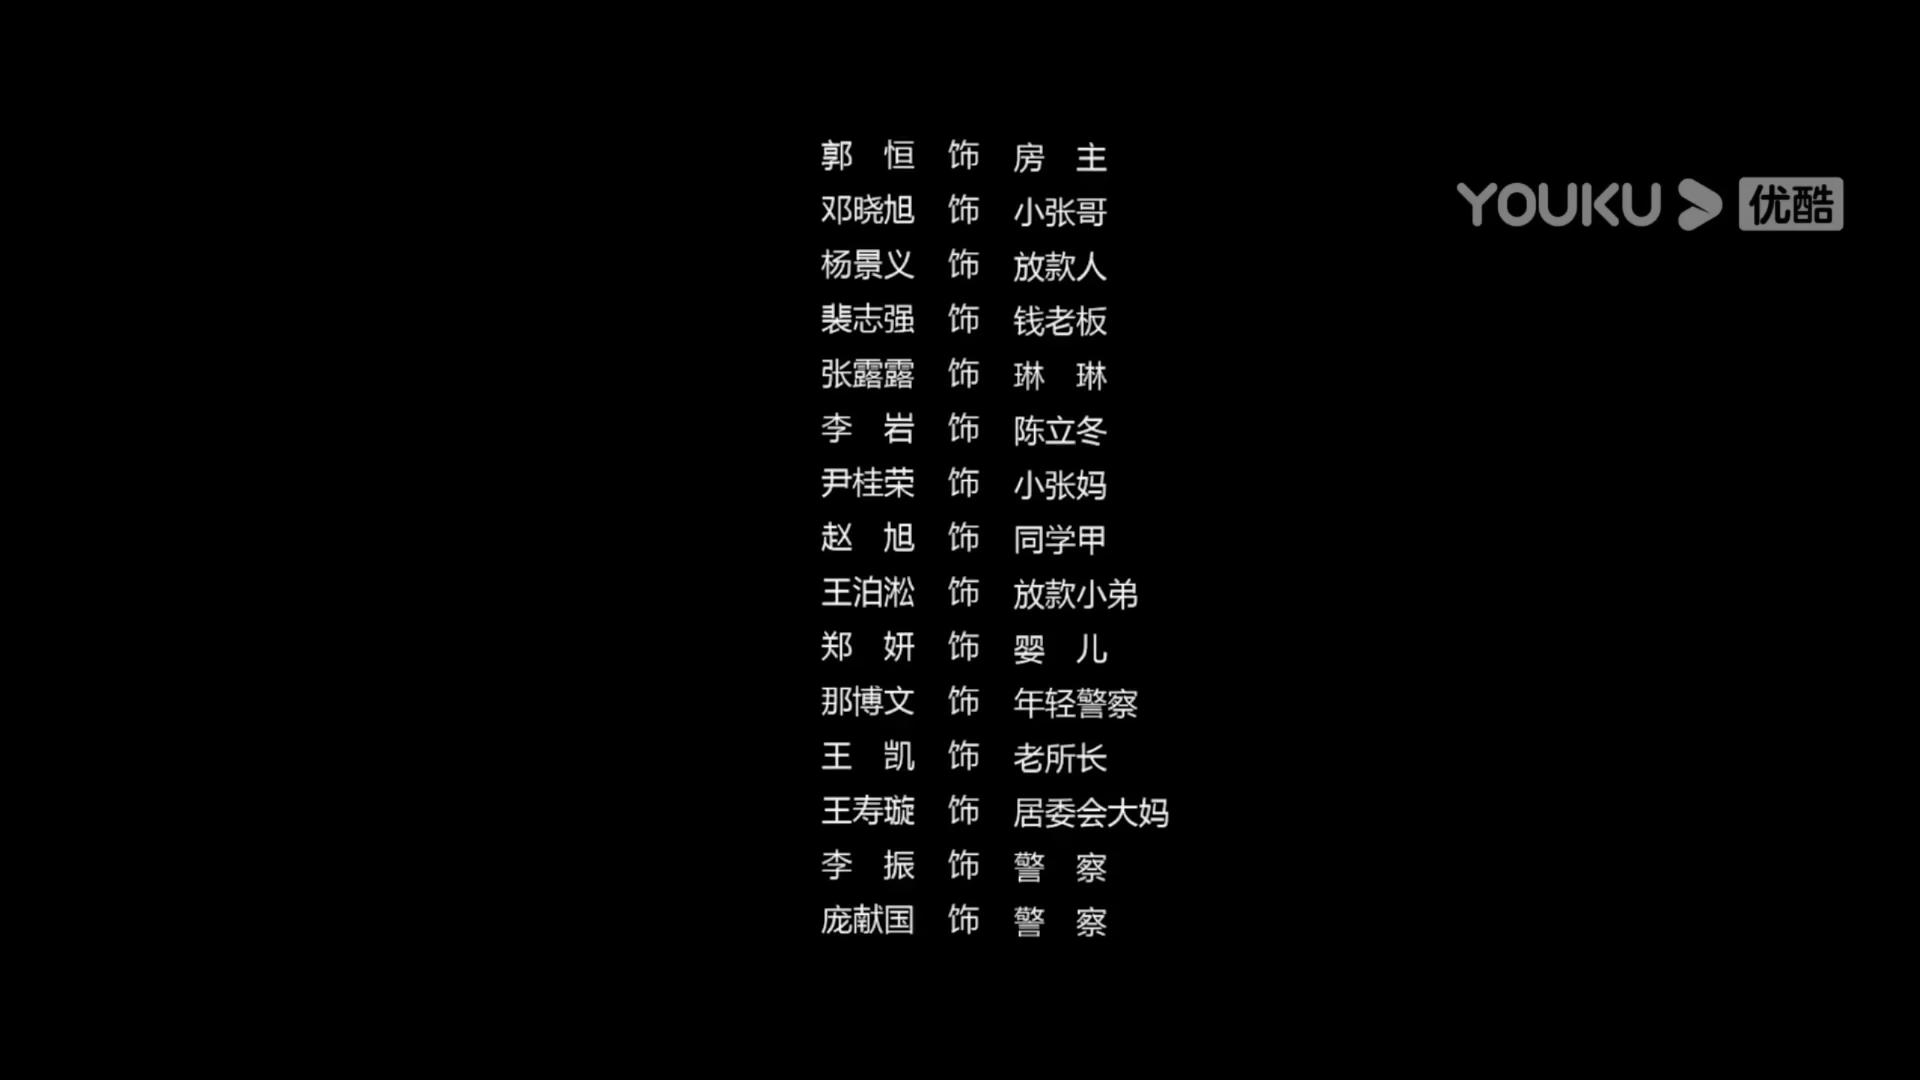 郭 恒 饰 房 主
邓晓旭 饰 小张哥
杨景义 饰 放款人
裴志强 饰 钱老板
张露露 饰 琳 琳
李 岩 饰 陈立冬
尹桂荣 饰 小张妈
赵 旭 饰 同学甲
王泊淞 饰 放款小弟
郑 妍 饰 婴 儿
那博文 饰 年轻警察
王 凯 饰 老所长
王寿璇 饰 居委会大妈
李 振 饰 警 察
庞献国 饰 警 察
YOUKU 优酷